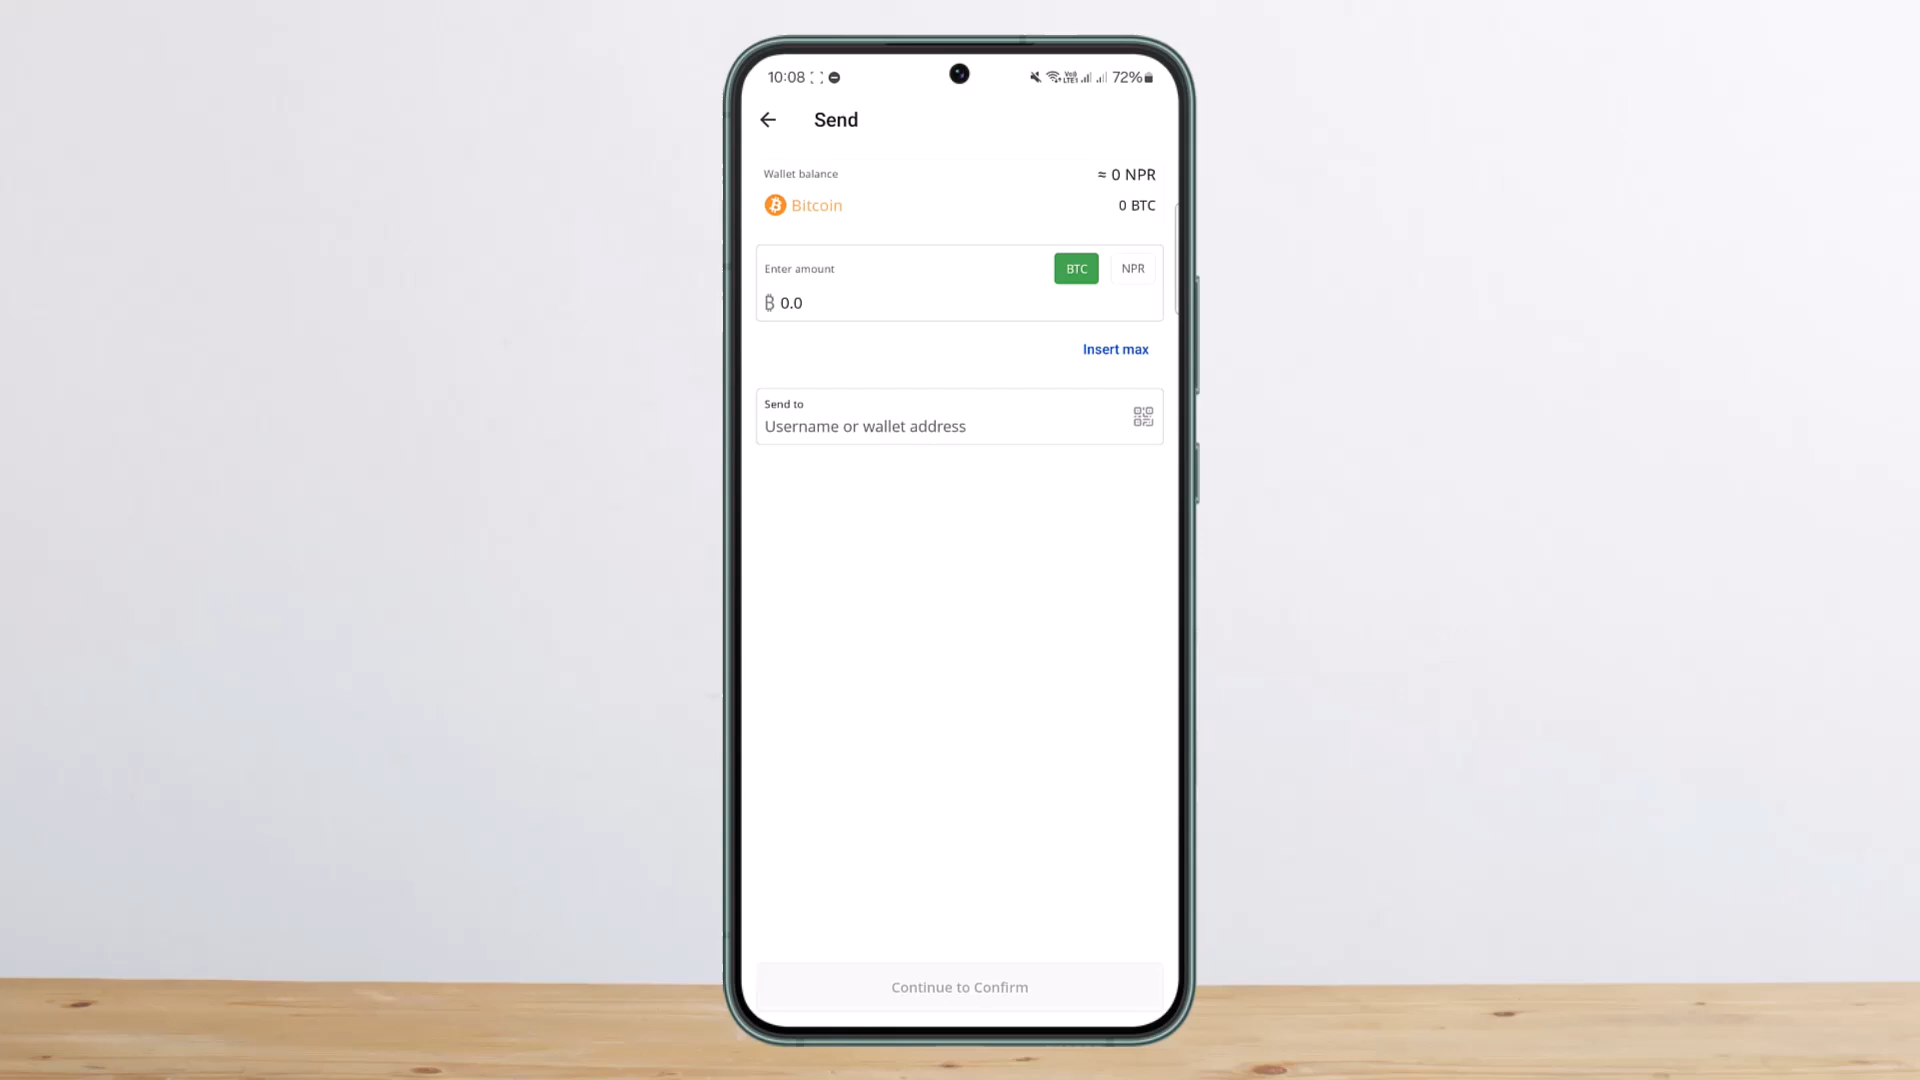 10:08 72%
Send
Wallet balance ≈ 0 NPR
Bitcoin 0 BTC
Enter amount BTC NPR
0.0
Insert max
Send to
Username or wallet address
Continue to Confirm